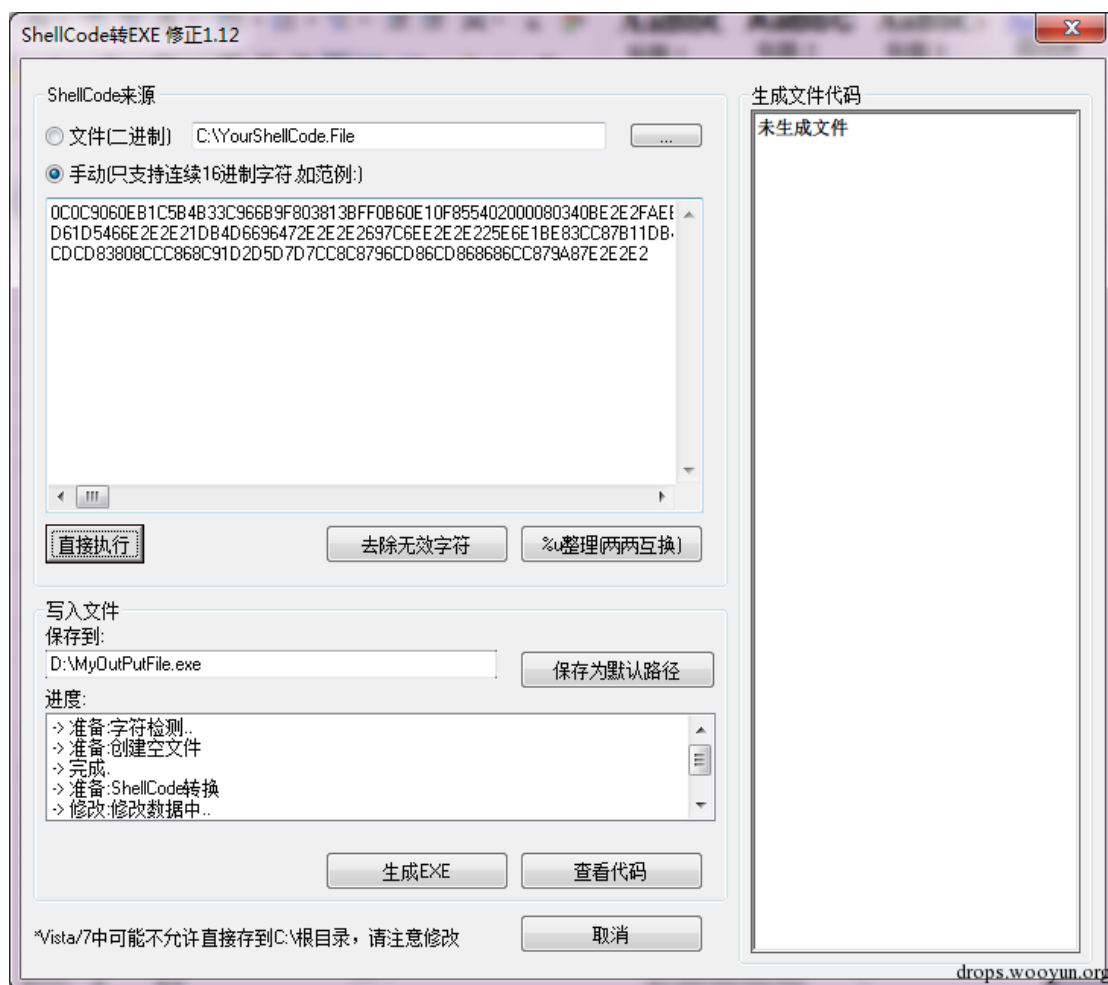 ShellCode转EXE 修正1.12
ShellCode来源
文件(二进制)
C:\YourShellCode.File
...
手动(只支持连续16进制字符.如范例:)
0C0C9060EB1C5B4B33C966B9F803813BFF0B60E10F855402000080340BE2E2FAE
D61D5466E2E2E21DB4D6696472E2E2E2697C6EE2E2E225E6E1BE83CC87B11DB
CDCD83808CCC868C91D2D5D7D7CC8C8796CD86CD868686CC879A87E2E2E2
直接执行
去除无效字符
%u整理(两两互换)
写入文件
保存到:
D:\MyOutPutFile.exe
保存为默认路径
进度:
-> 准备:字符检测..
-> 准备:创建空文件
-> 完成.
-> 准备:ShellCode转换
-> 修改:修改数据中..
生成EXE
查看代码
*Vista/7中可能不允许直接存到C:\根目录，请注意修改
取消
生成文件代码
未生成文件
drops.wooyun.org